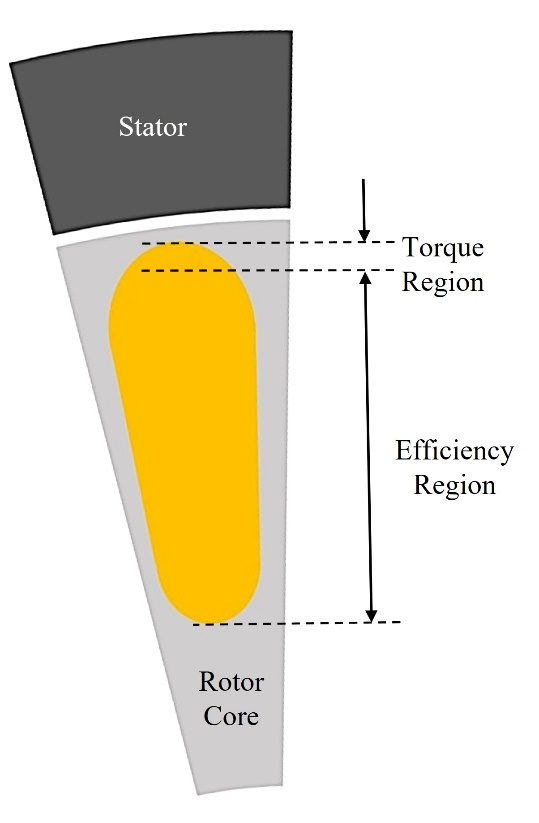 Stator
Torque
Region
Efficiency
Region
Rotor
Core